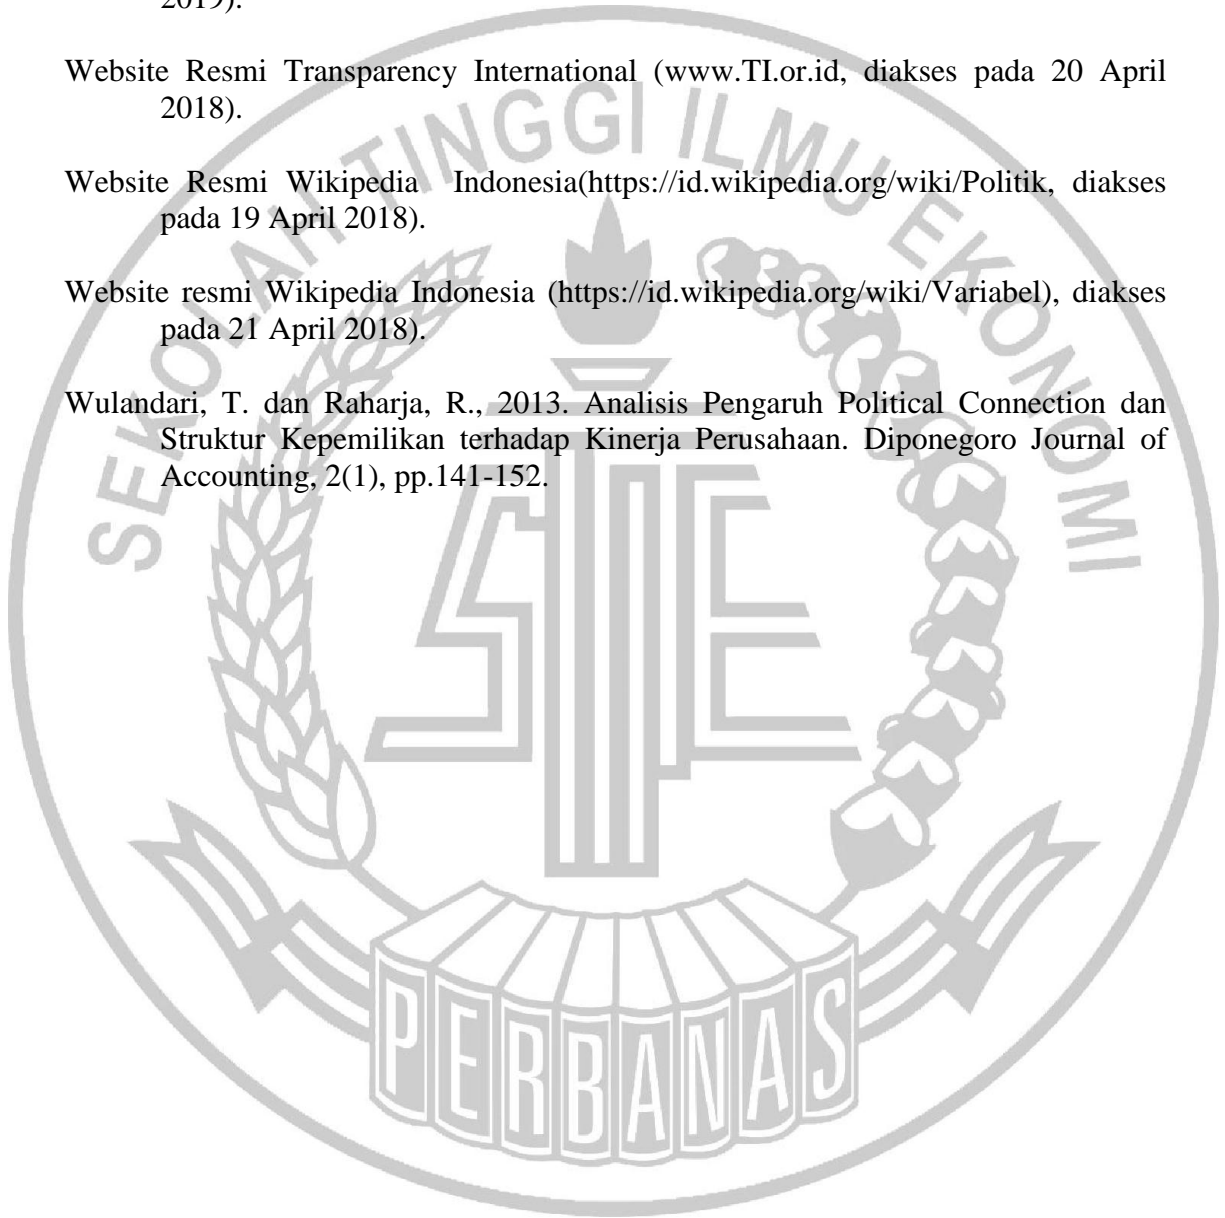 2019).
Website Resmi Transparency International (www.TI.or.id, diakses pada 20 April
2018).
Website Resmi Wikipedia Indonesia(https://id.wikipedia.org/wiki/Politik, diakses
pada 19 April 2018).
Website resmi Wikipedia Indonesia (https://id.wikipedia.org/wiki/Variabel), diakses
pada 21 April 2018).
Wulandari, T. dan Raharja, R., 2013. Analisis Pengaruh Political Connection dan
Struktur Kepemilikan terhadap Kinerja Perusahaan. Diponegoro Journal of
Accounting, 2(1), pp.141-152.
SEKOLAH TINGGI ILMU EKONOMI
STIE
PERBANAS